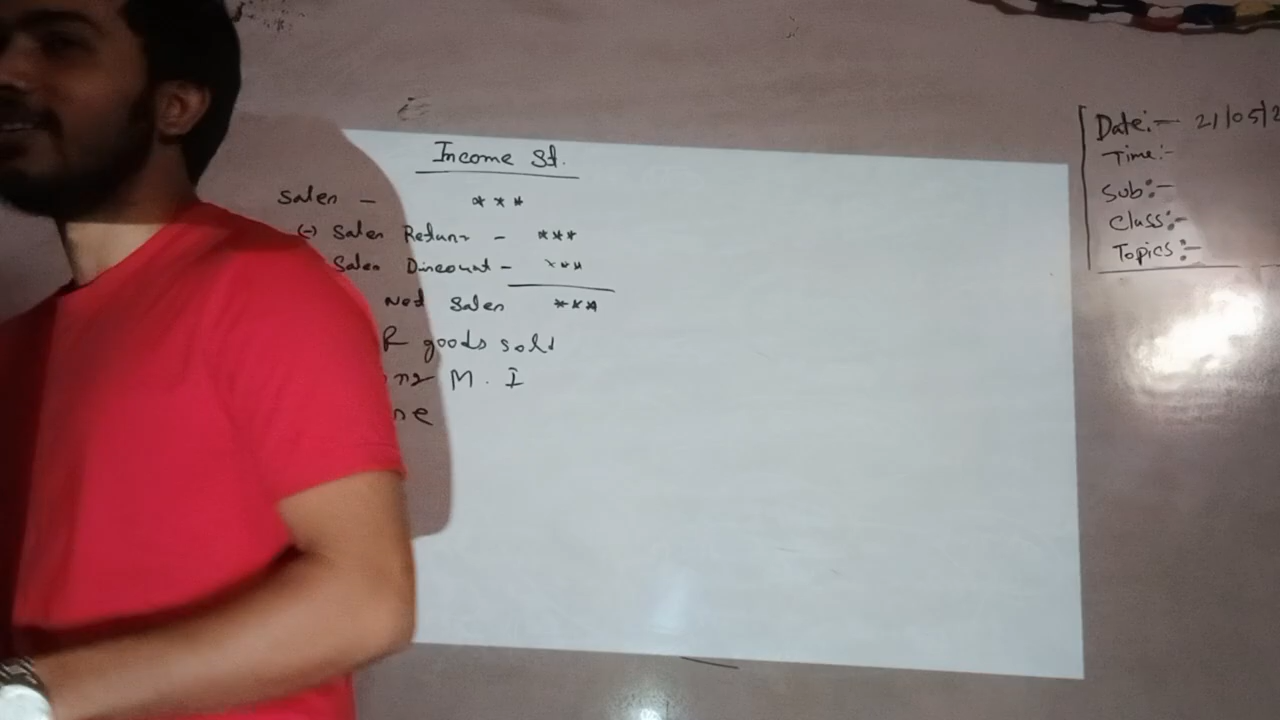 Income St.
Sales - ***
(-) Sales Return - ***
Sales Discount - ***
Net Sales ***
goods sold
M. I
Date:- 21/05/2
Time:-
Sub:-
Class:-
Topics:-